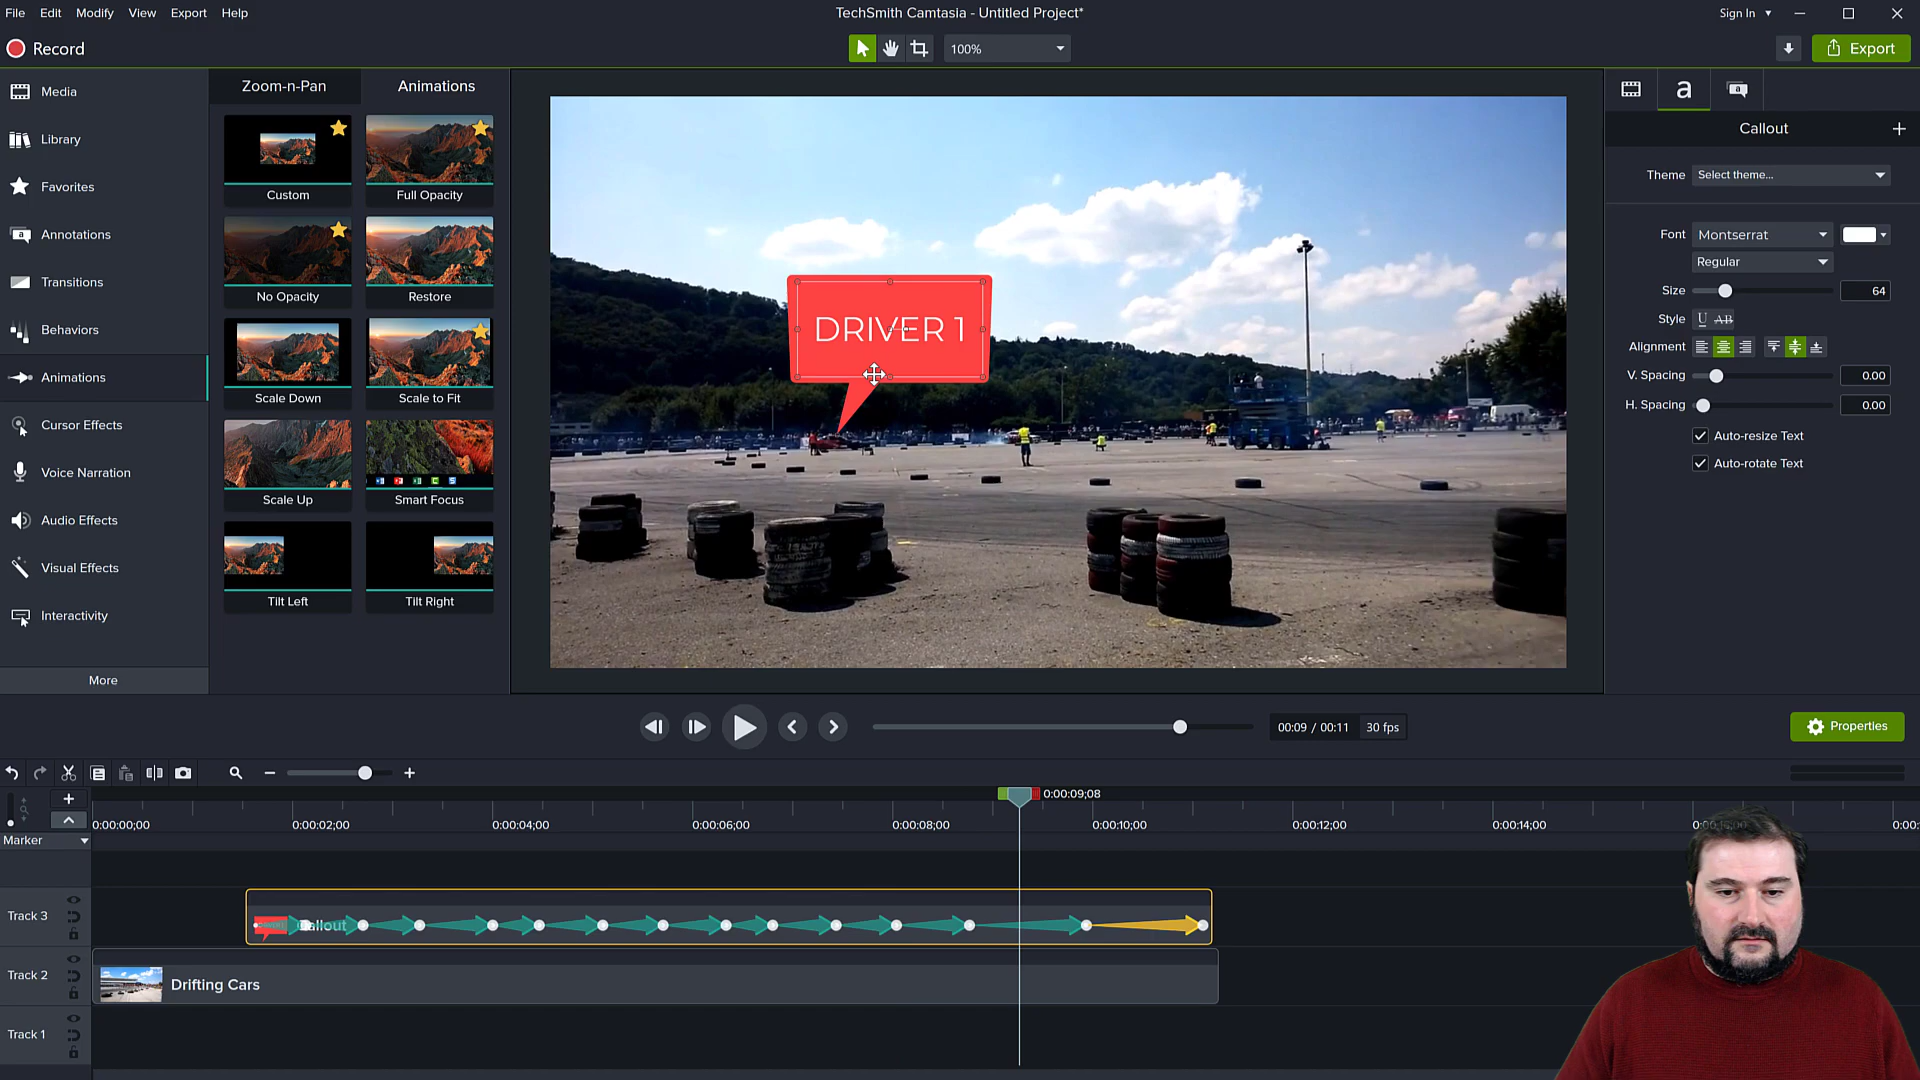 File Edit Modify View Export Help
TechSmith Camtasia - Untitled Project*
Sign In
Record
100%
Export
Media
Library
Favorites
Annotations
Transitions
Behaviors
Animations
Cursor Effects
Voice Narration
Audio Effects
Visual Effects
Interactivity
More
Zoom-n-Pan Animations
Custom Full Opacity
No Opacity Restore
Scale Down Scale to Fit
Scale Up Smart Focus
Tilt Left Tilt Right
DRIVER 1
a
Callout
Theme Select theme...
Font Montserrat
Regular
Size 64
Style U AB
Alignment
V. Spacing 0.00
H. Spacing 0.00
Auto-resize Text
Auto-rotate Text
00:09 / 00:11 30 fps
Properties
0:00:09;08
0:00:00;00 0:00:02;00 0:00:04;00 0:00:06;00 0:00:08;00 0:00:10;00 0:00:12;00 0:00:14;00
Marker
Track 3
Callout
Track 2
Drifting Cars
Track 1